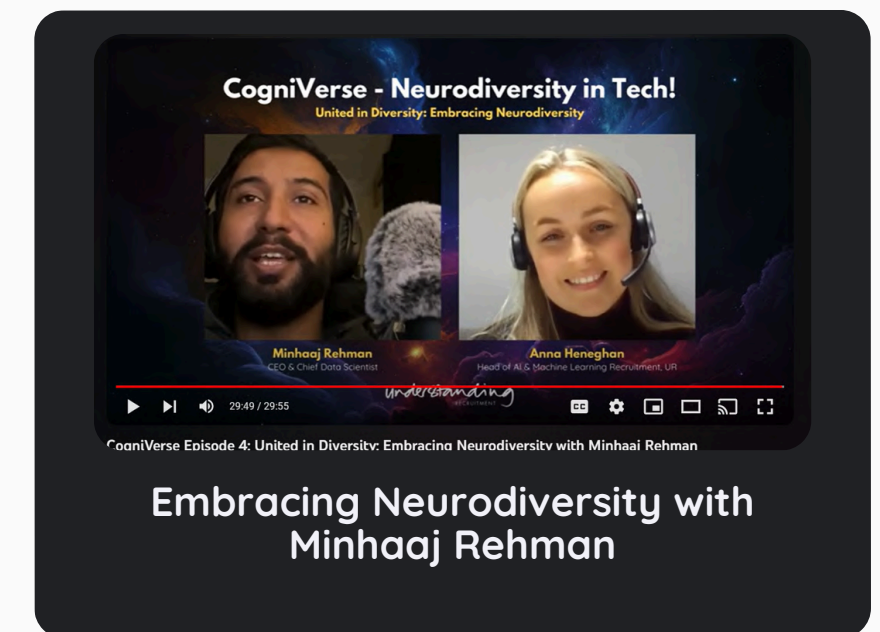 CogniVerse - Neurodiversity in Tech!
United in Diversity: Embracing Neurodiversity
Minhaaj Rehman
CEO & Chief Data Scientist
Anna Heneghan
Head of AI & Machine Learning Recruitment, UR
understanding
RECRUITMENT
29:49 / 29:55
CC
CogniVerse Episode 4: United in Diversity: Embracing Neurodiversity with Minhaaj Rehman
Embracing Neurodiversity with
Minhaaj Rehman